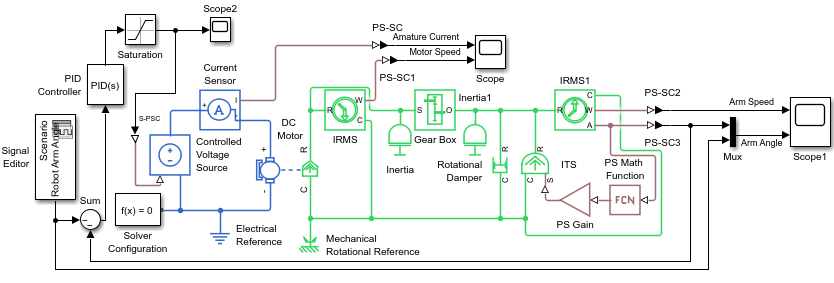 Scope2
Saturation
PID
Controller
PID(s)
Current
Sensor
+
A
I
-
PS-SC
Amature Current
Motor Speed
PS-SC1
Scope
S-PSC
Signal
Editor
Scenario
Robot Arm Angle
Controlled
Voltage
Source
+
-
DC
Motor
+
-
R
C
R
W
C
IRMS
Inertia1
S
O
Gear Box
Inertia
Rotational
Damper
R
C
R
C
S
ITS
IRMS1
R
C
W
A
PS-SC2
PS-SC3
Arm Speed
Arm Angle
Mux
Scope1
PS Math
Function
FCN
PS Gain
Sum
-
-
f(x) = 0
Solver
Configuration
Electrical
Reference
Mechanical
Rotational Reference